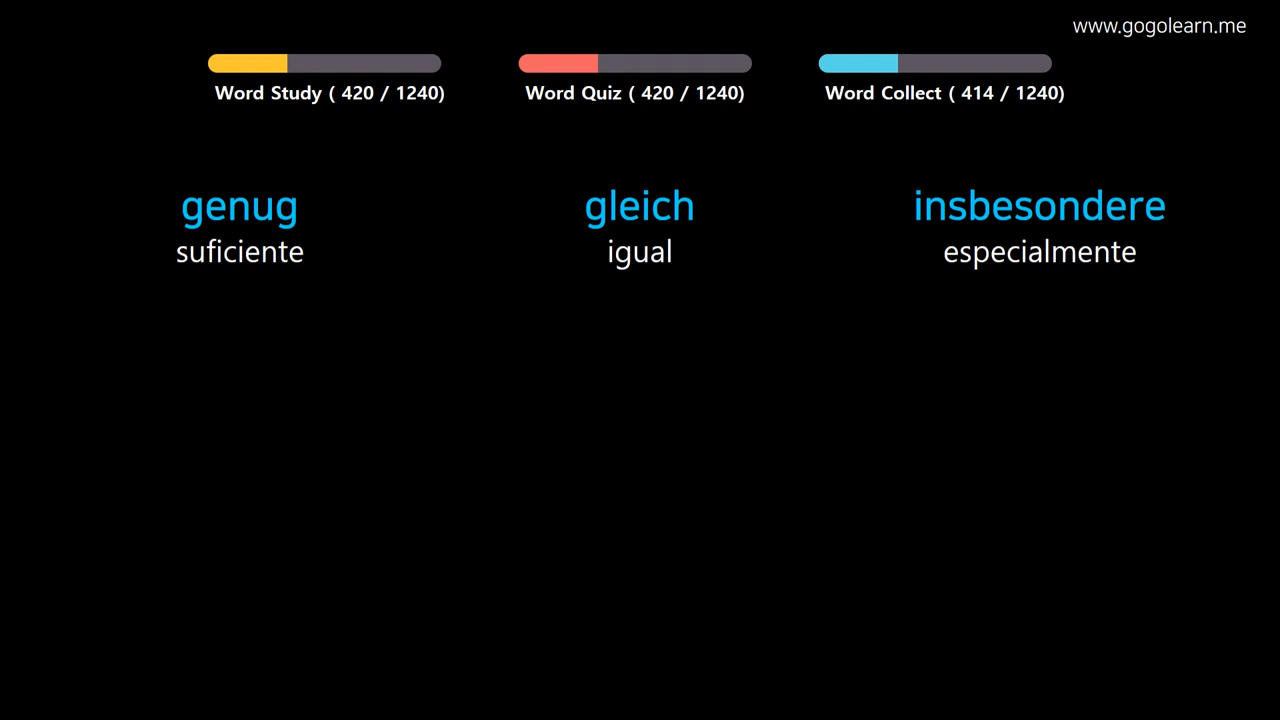 www.gogolearn.me
Word Study ( 420 / 1240)
Word Quiz ( 420 / 1240)
Word Collect ( 414 / 1240)
genug
suficiente
gleich
igual
insbesondere
especialmente